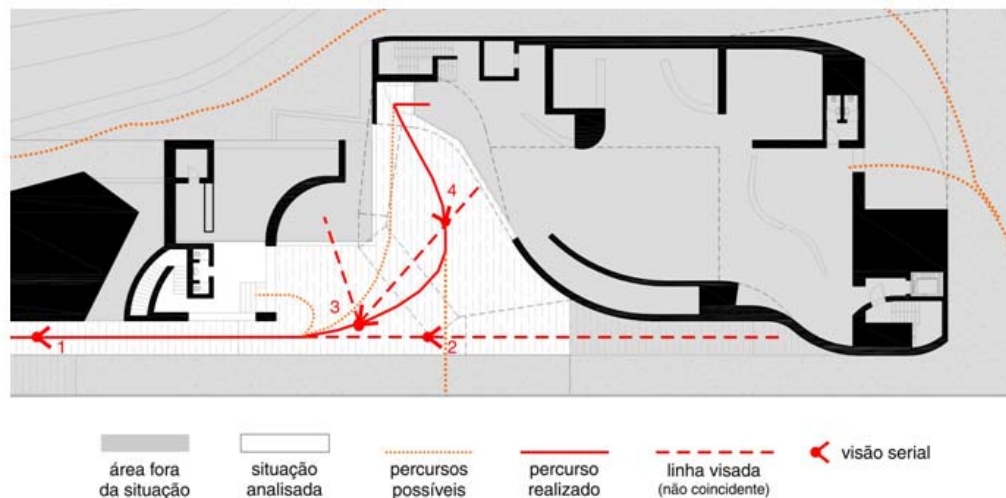 4
3
1
2
área fora
da situação
situação
analisada
percursos
possíveis
percurso
realizado
linha visada
(não coincidente)
visão serial